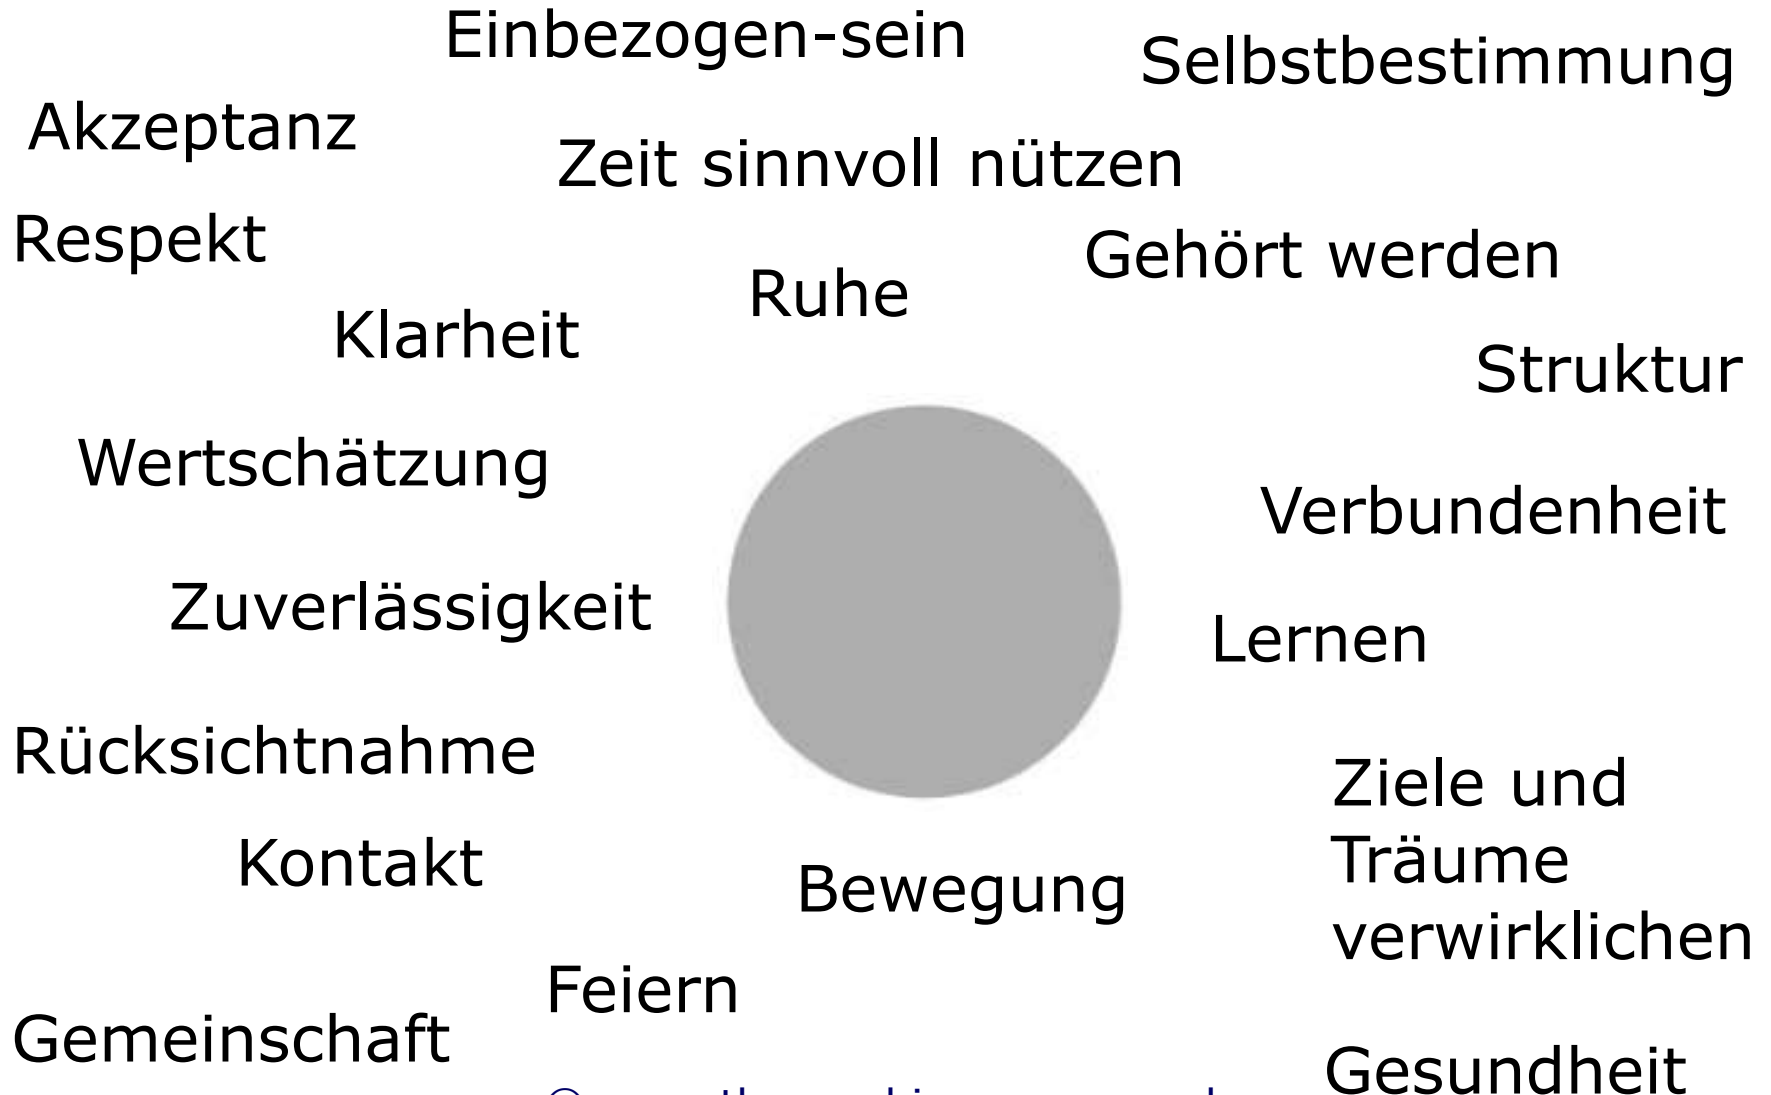 Einbezogen-sein
Selbstbestimmung
Akzeptanz
Zeit sinnvoll nützen
Respekt
Gehört werden
Ruhe
Klarheit
Struktur
Wertschätzung
Verbundenheit
Zuverlässigkeit
Lernen
Rücksichtnahme
Ziele und
Träume
verwirklichen
Kontakt
Bewegung
Feiern
Gemeinschaft
Gesundheit